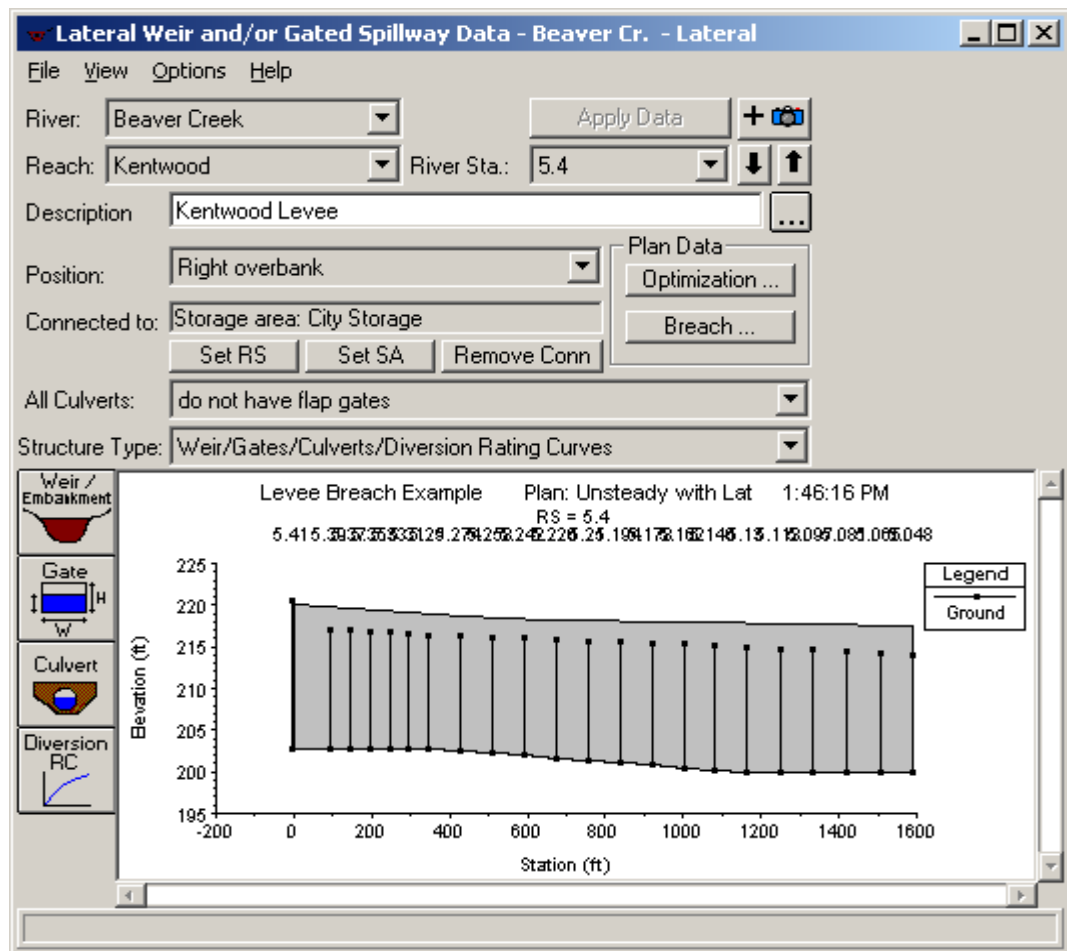 Lateral Weir and/or Gated Spillway Data - Beaver Cr. - Lateral
File View Options Help
River: Beaver Creek Apply Data
Reach: Kentwood River Sta.: 5.4
Description Kentwood Levee ...
Plan Data
Position: Right overbank Optimization ...
Connected to: Storage area: City Storage Breach ...
Set RS Set SA Remove Conn
All Culverts: do not have flap gates
Structure Type: Weir/Gates/Culverts/Diversion Rating Curves
Weir / Embankment
Gate
H
W
Culvert
Diversion RC
Levee Breach Example Plan: Unsteady with Lat 1:46:16 PM
RS = 5.4
5.41
5.048
Legend
Ground
Elevation (ft)
225
220
215
210
205
200
195
-200 0 200 400 600 800 1000 1200 1400 1600
Station (ft)